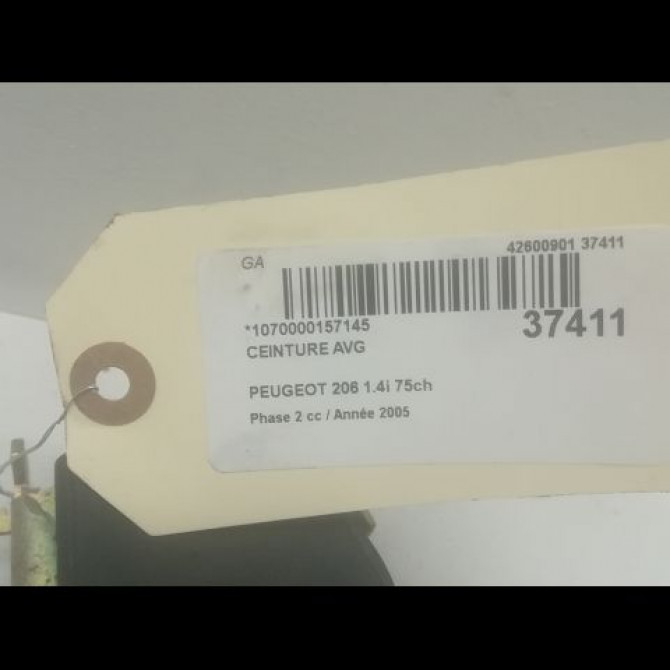 GA
42600901 37411
*1070000157145
37411
CEINTURE AVG
PEUGEOT 206 1.4i 75ch
Phase 2 cc / Année 2005